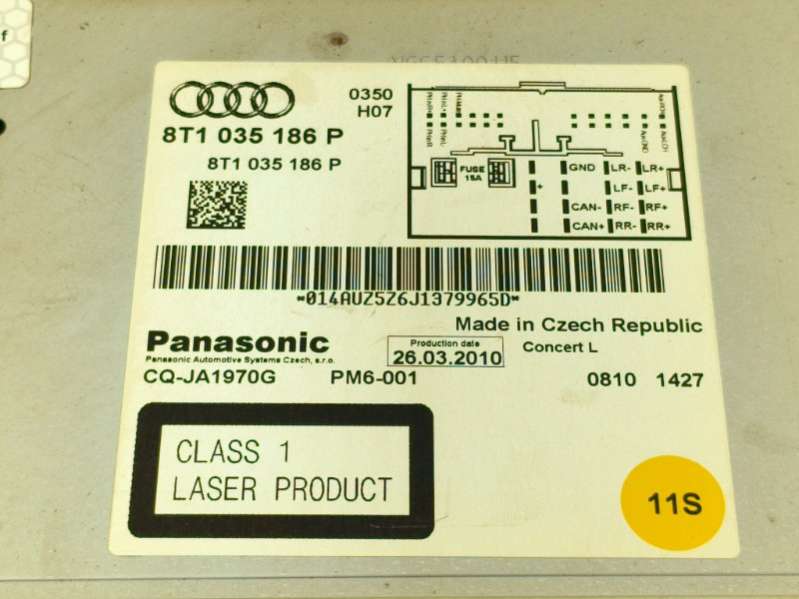 f
0350
H07
8T1 035 186 P
8T1 035 186 P
FUSE
15A
GND LR- LR+
+ LF- LF+
CAN- RF- RF+
CAN+ RR- RR+
*014AUZ5Z6J1379965D*
Made in Czech Republic
Panasonic
Production date
26.03.2010
Concert L
Panasonic Automotive Systems Czech, s.r.o.
CQ-JA1970G PM6-001 0810 1427
CLASS 1
LASER PRODUCT
11S